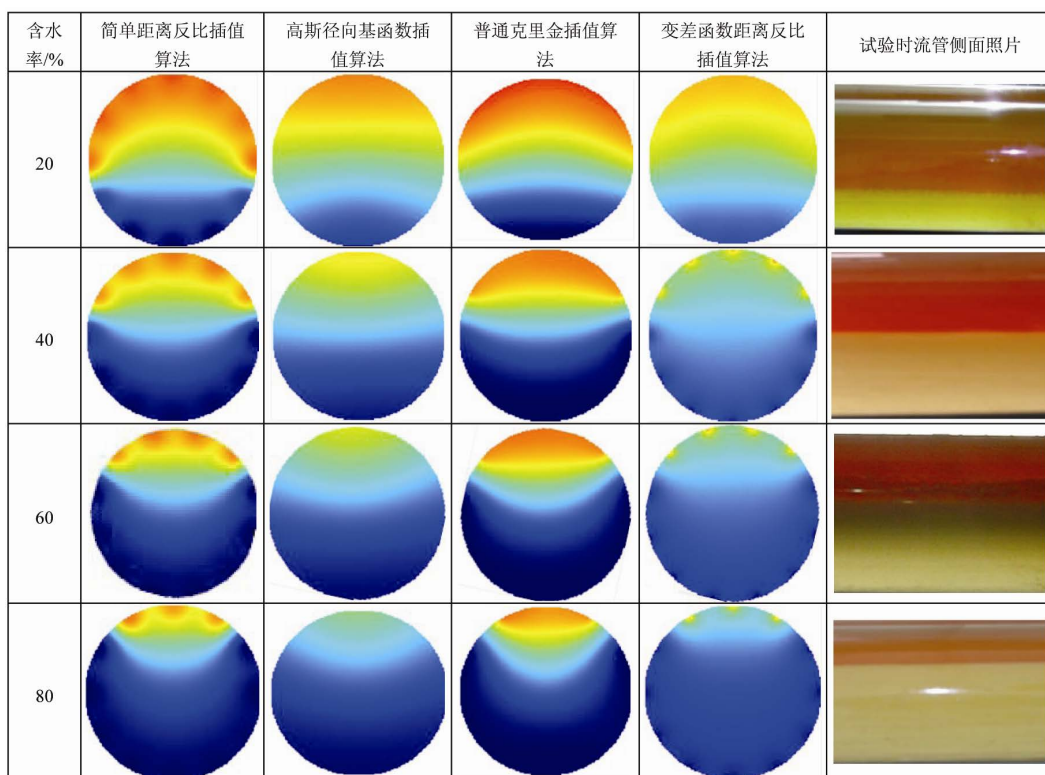 含水
率/%
简单距离反比插值
算法
高斯径向基函数插
值算法
普通克里金插值算
法
变差函数距离反比
插值算法
试验时流管侧面照片
20
40
60
80